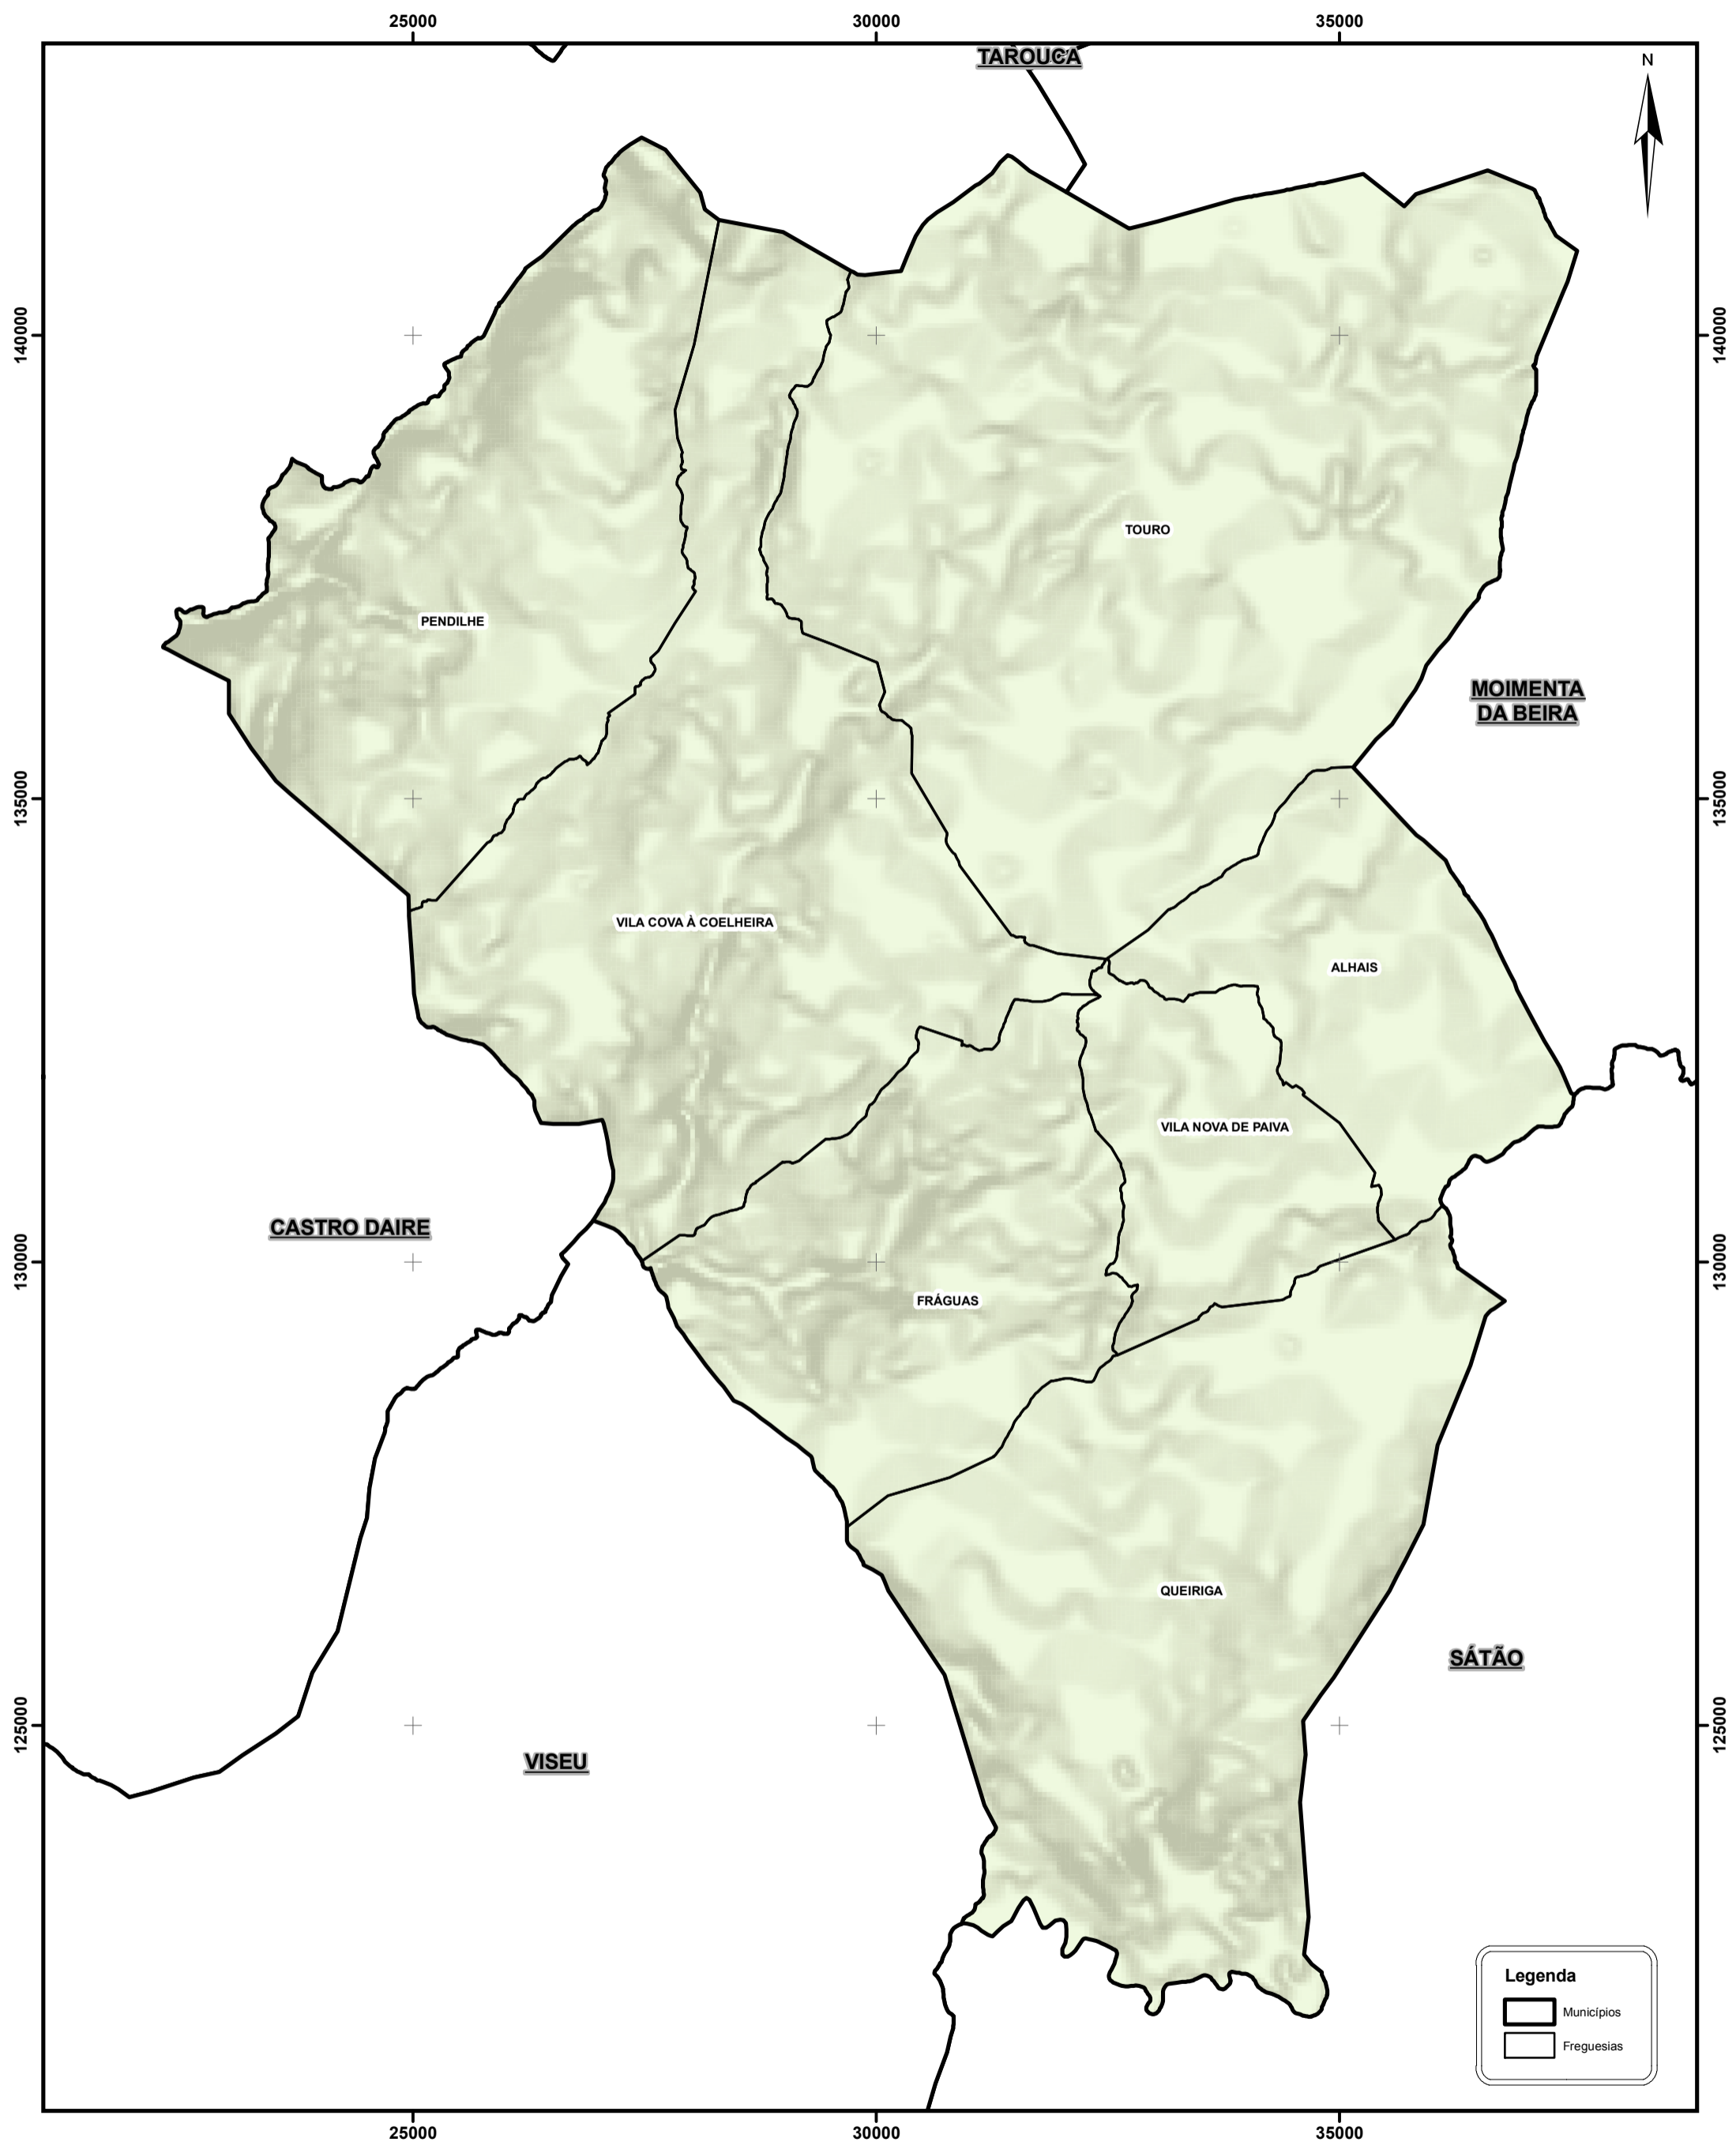 25000 30000 35000
TAROUCA
N
140000 140000
TOURO
PENDILHE
MOIMENTA
DA BEIRA
135000 135000
VILA COVA À COELHEIRA
ALHAIS
VILA NOVA DE PAIVA
CASTRO DAIRE
130000 130000
FRÁGUAS
QUEIRIGA
SÁTÃO
125000 125000
VISEU
Legenda
Municípios
Freguesias
25000 30000 35000